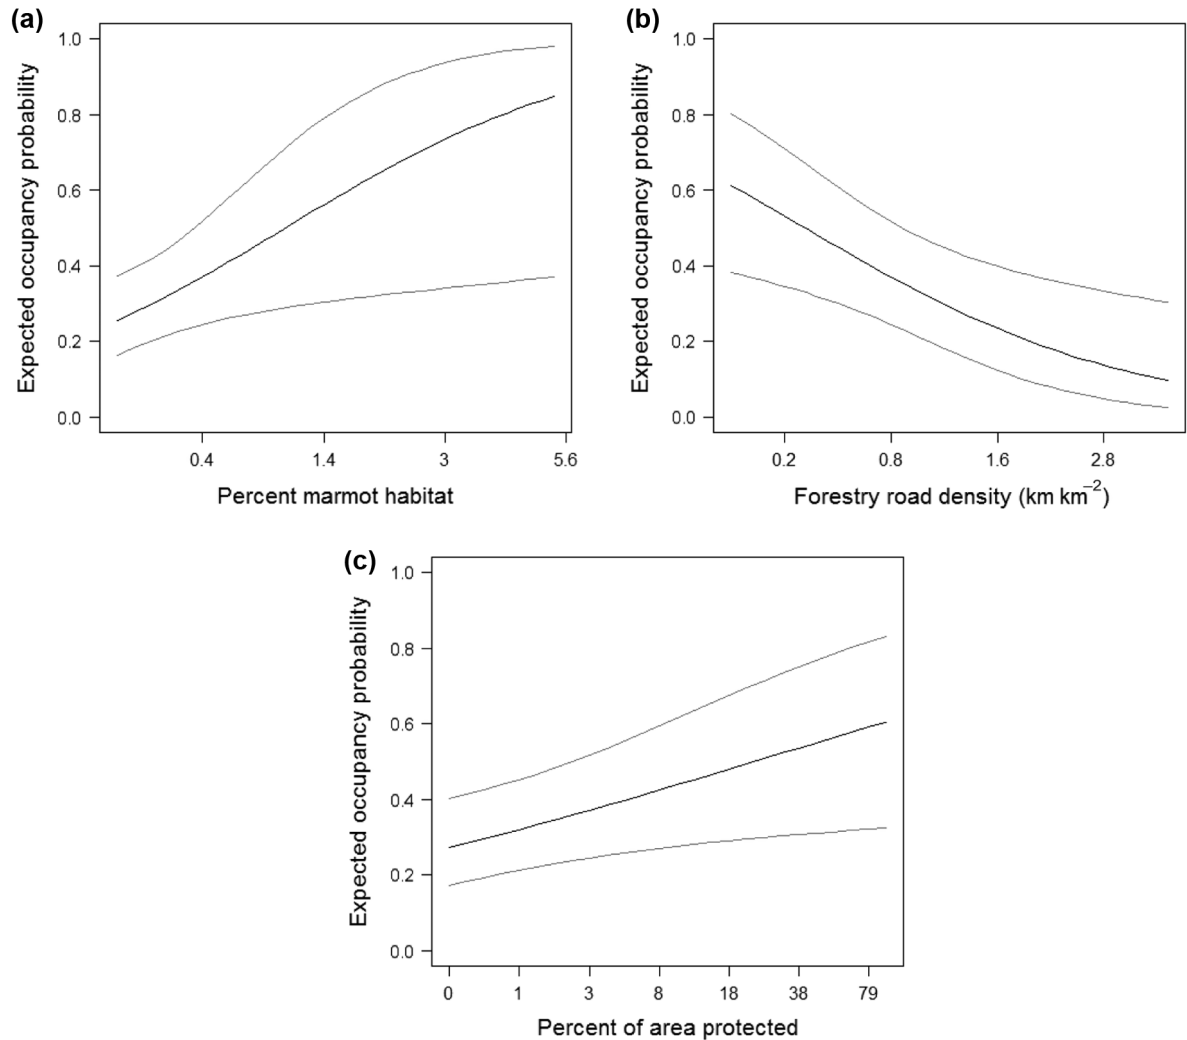 (a)
Expected occupancy probability
1.0
0.8
0.6
0.4
0.2
0.0
0.4 1.4 3 5.6
Percent marmot habitat
(b)
Expected occupancy probability
1.0
0.8
0.6
0.4
0.2
0.0
0.2 0.8 1.6 2.8
Forestry road density (km km⁻²)
(c)
Expected occupancy probability
1.0
0.8
0.6
0.4
0.2
0.0
0 1 3 8 18 38 79
Percent of area protected